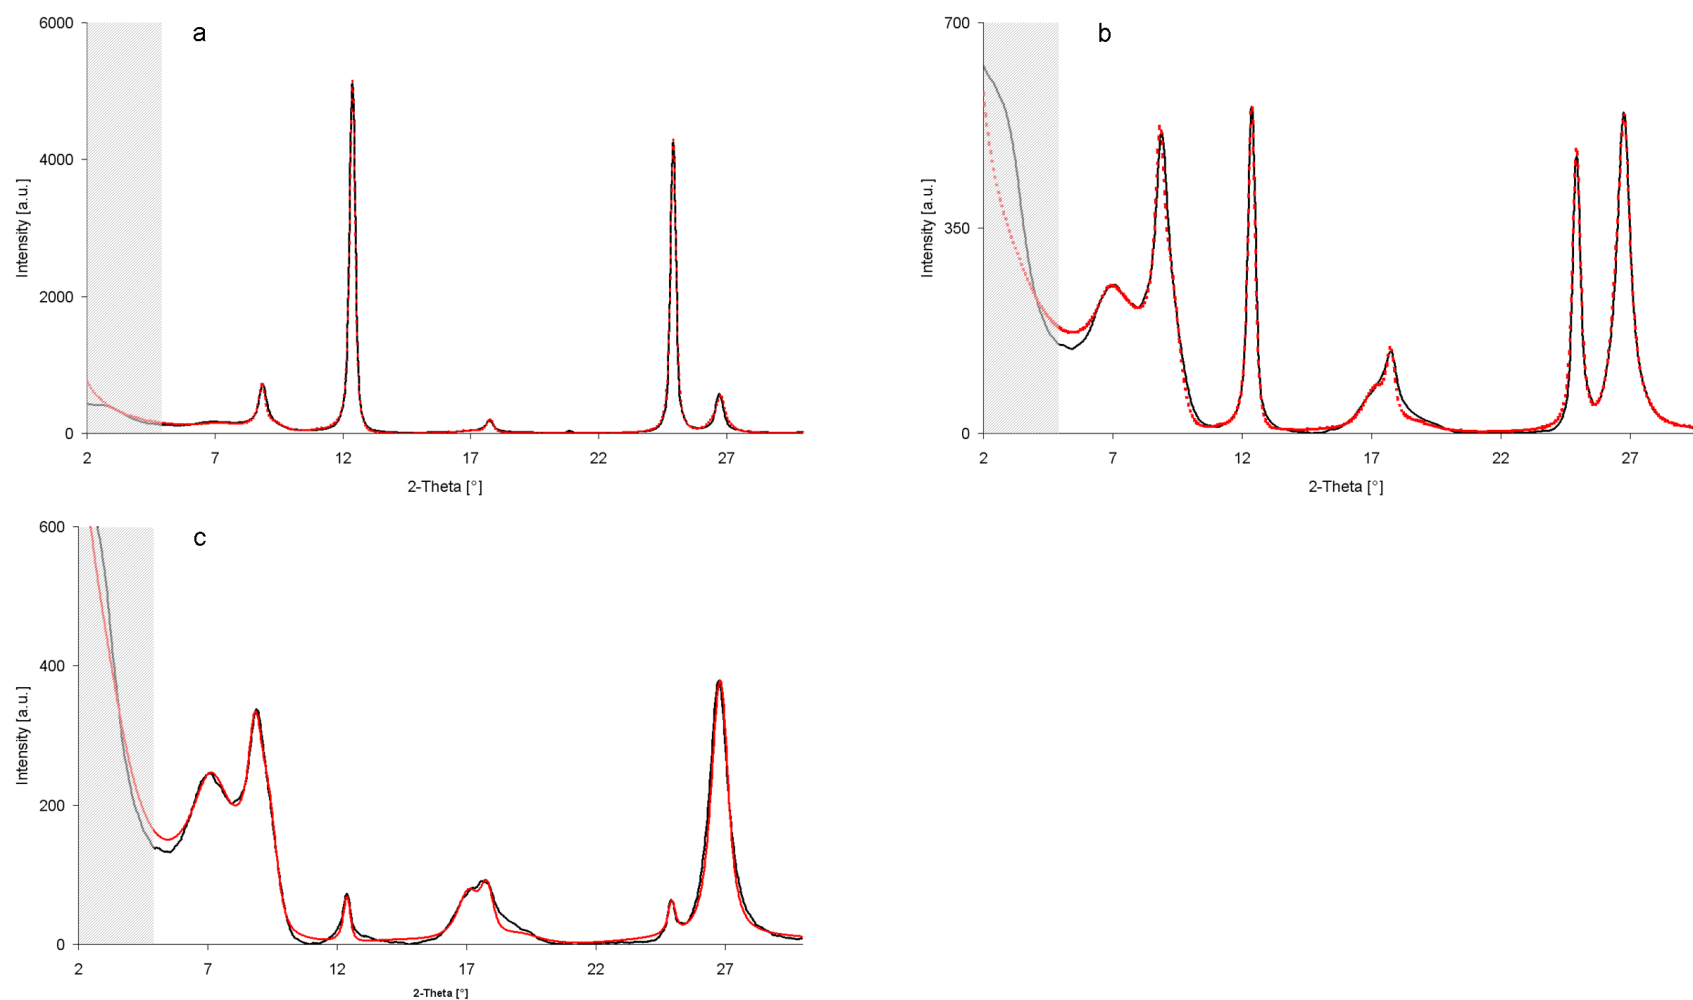 a
6000
4000
2000
0
Intensity [a.u.]
2 7 12 17 22 27
2-Theta [°]
b
700
350
0
Intensity [a.u.]
2 7 12 17 22 27
2-Theta [°]
c
600
400
200
0
Intensity [a.u.]
2 7 12 17 22 27
2-Theta [°]